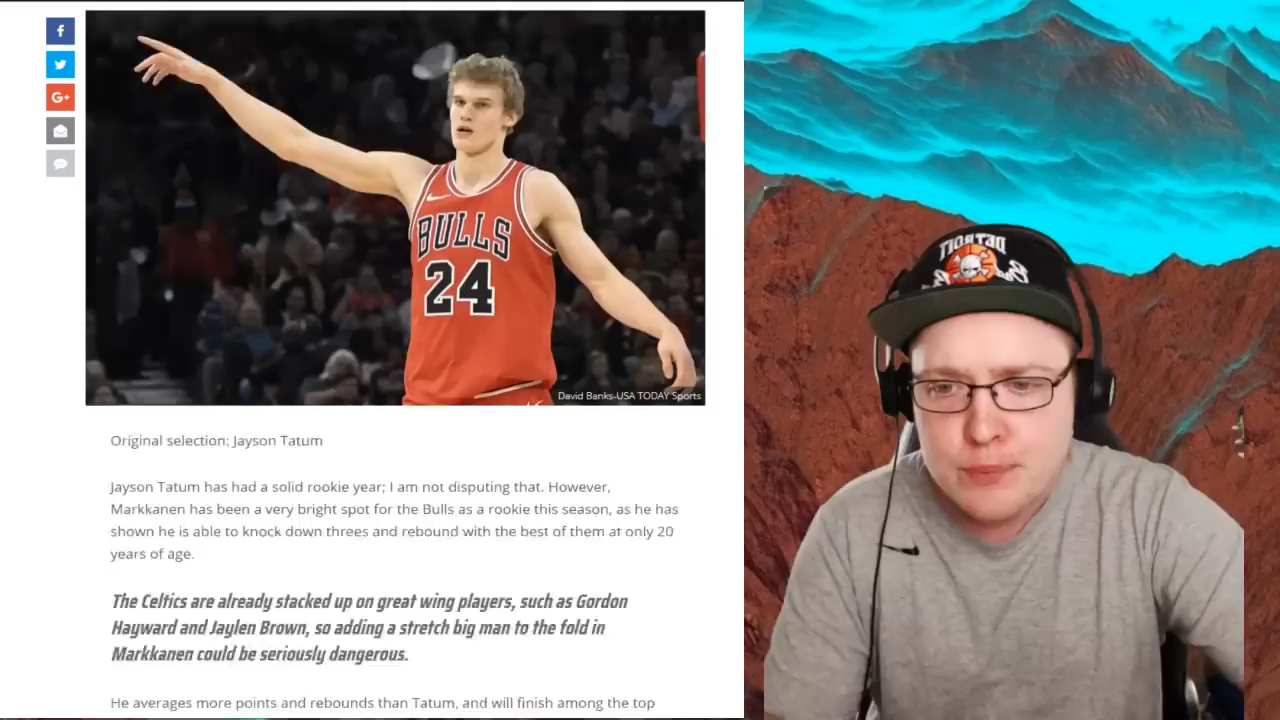 f
G+
BULLS
24
David Banks-USA TODAY Sports
DETROIT
Original selection: Jayson Tatum
Jayson Tatum has had a solid rookie year; I am not disputing that. However,
Markkanen has been a very bright spot for the Bulls as a rookie this season, as he has
shown he is able to knock down threes and rebound with the best of them at only 20
years of age.
The Celtics are already stacked up on great wing players, such as Gordon
Hayward and Jaylen Brown, so adding a stretch big man to the fold in
Markkanen could be seriously dangerous.
He averages more points and rebounds than Tatum, and will finish among the top